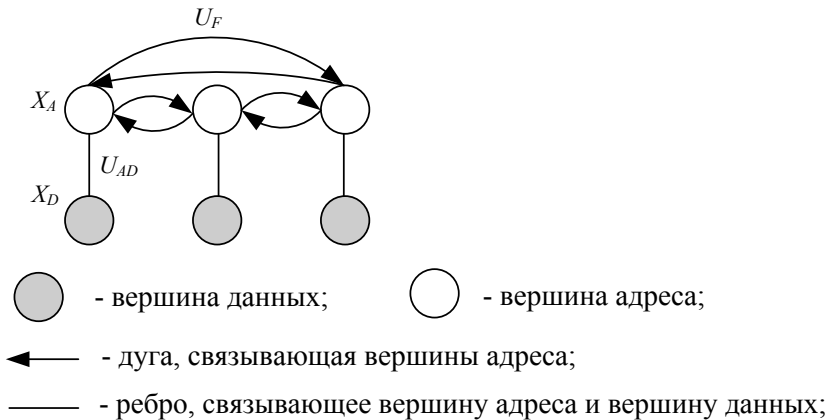 U_F
X_A
U_AD
X_D
- вершина данных;
- вершина адреса;
- дуга, связывающая вершины адреса;
- ребро, связывающее вершину адреса и вершину данных;